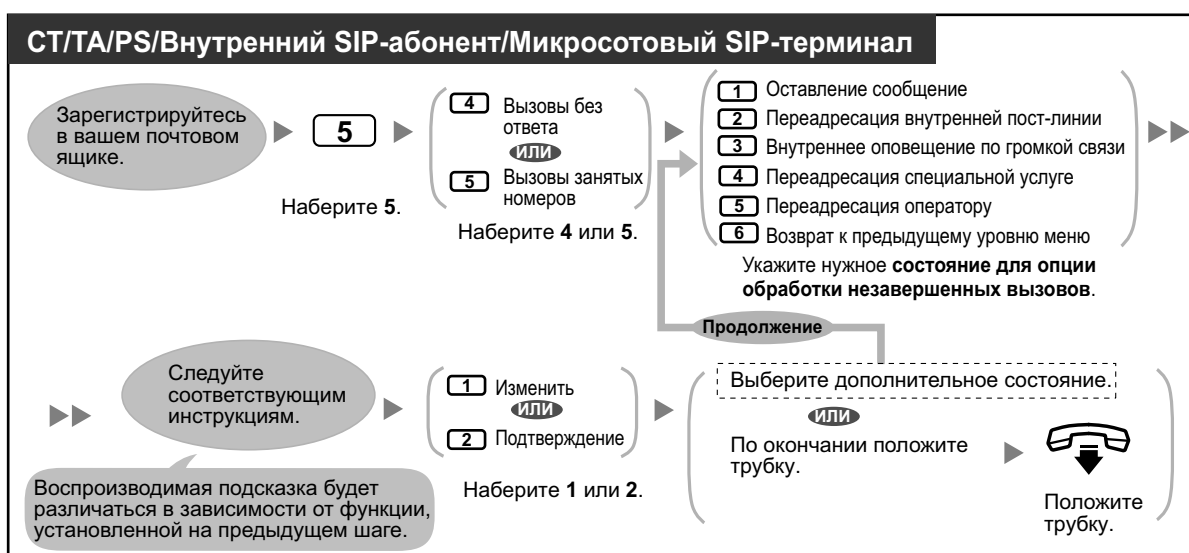 СТ/ТА/PS/Внутренний SIP-абонент/Микросотовый SIP-терминал
Зарегистрируйтесь
в вашем почтовом
ящике.
5
Наберите 5.
4 Вызовы без
ответа
ИЛИ
5 Вызовы занятых
номеров
Наберите 4 или 5.
1 Оставление сообщение
2 Переадресация внутренней пост-линии
3 Внутреннее оповещение по громкой связи
4 Переадресация специальной услуге
5 Переадресация оператору
6 Возврат к предыдущему уровню меню
Укажите нужное состояние для опции
обработки незавершенных вызовов.
Продолжение
Следуйте
соответствующим
инструкциям.
Воспроизводимая подсказка будет
различаться в зависимости от функции,
установленной на предыдущем шаге.
1 Изменить
ИЛИ
2 Подтверждение
Наберите 1 или 2.
Выберите дополнительное состояние.
ИЛИ
По окончании положите
трубку.
Положите
трубку.